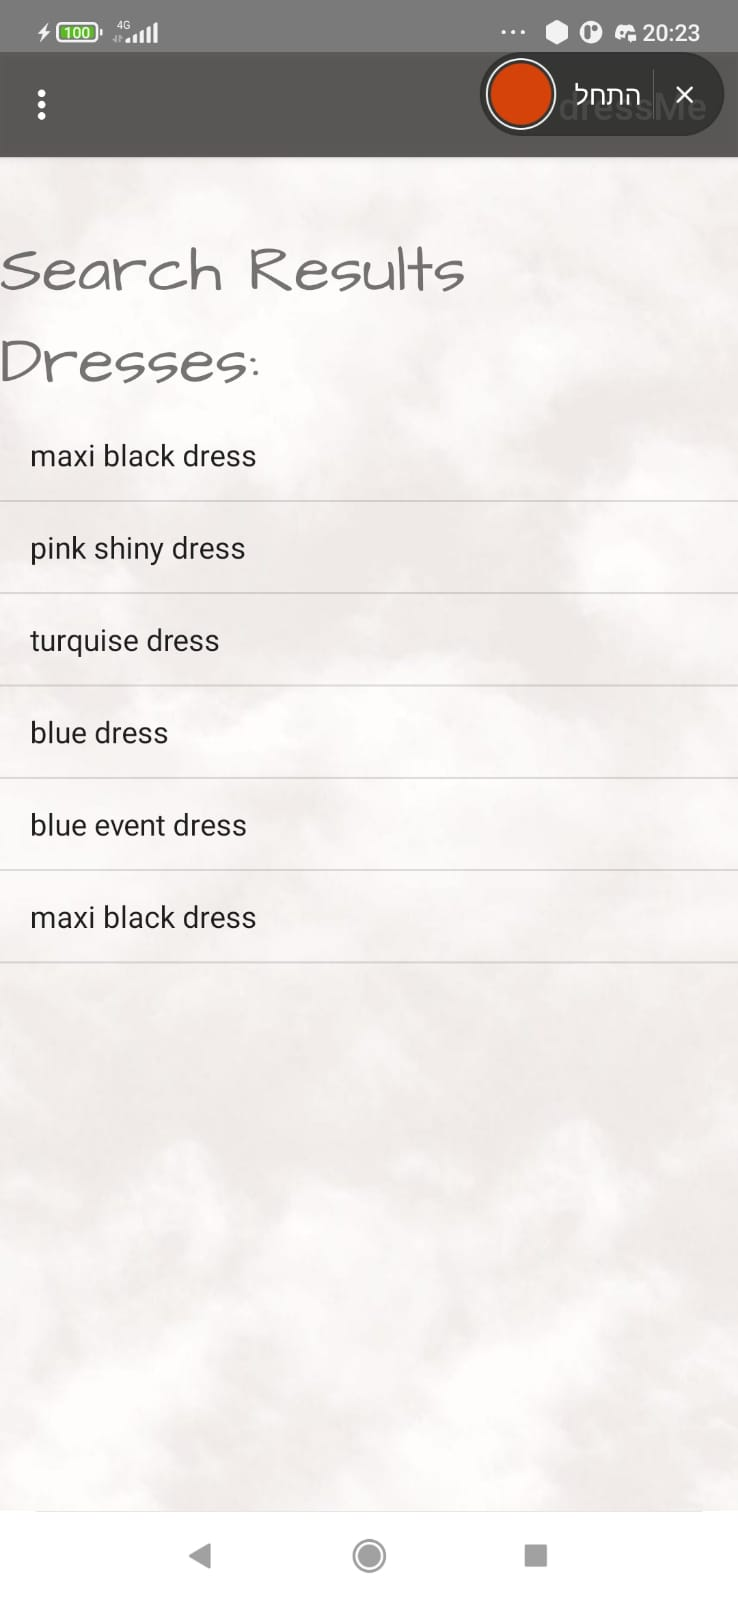 100 4G ... 20:23
התחל ×
dressMe
Search Results
Dresses:
maxi black dress
pink shiny dress
turquise dress
blue dress
blue event dress
maxi black dress